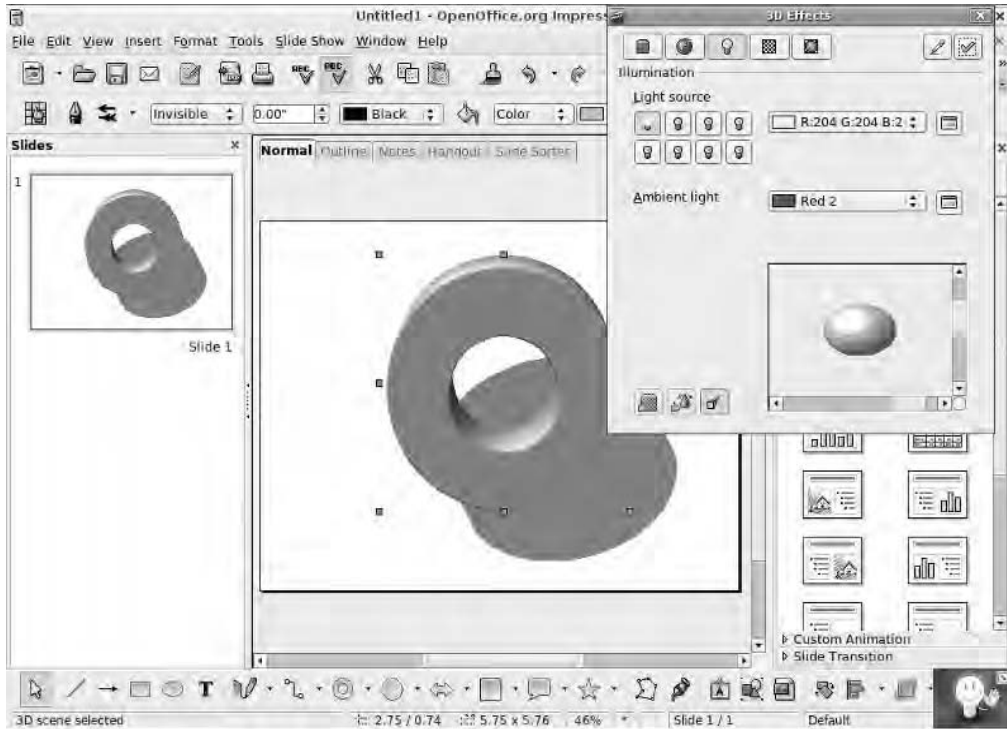 Untitled1 - OpenOffice.org Impress
3D Effects
File Edit View Insert Format Tools Slide Show Window Help
Illumination
Light source
R:204 G:204 B:2
Ambient light
Red 2
ABC
ABC
Invisible
0.00"
Black
Color
Slides
1
Slide 1
Normal
Outline
Notes
Handout
Slide Sorter
Custom Animation
Slide Transition
T
3D scene selected
2.75 / 0.74
5.75 x 5.76
46%
*
Slide 1 / 1
Default